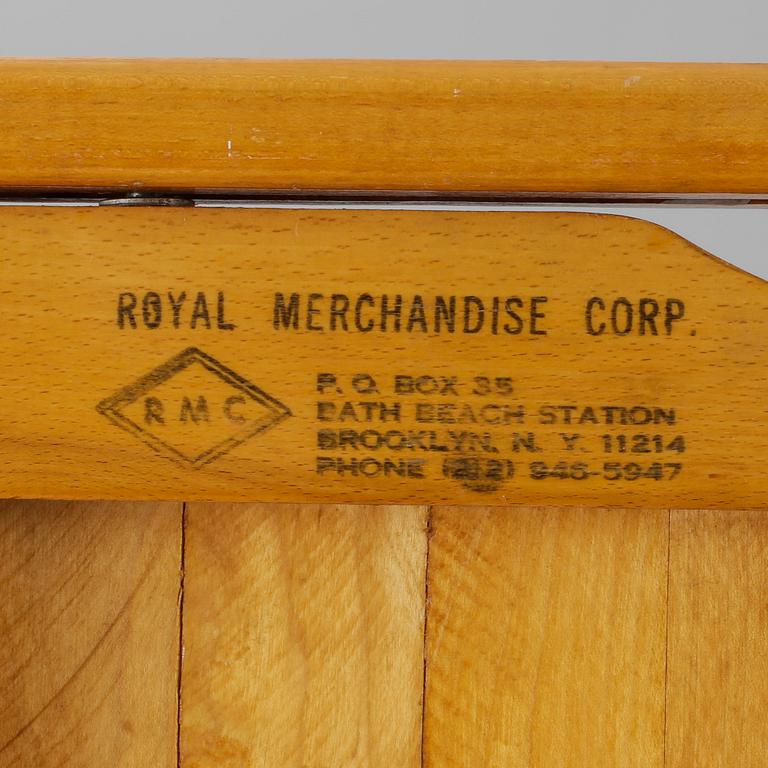 ROYAL MERCHANDISE CORP.
R M C
P. O. BOX 35
BATH BEACH STATION
BROOKLYN, N. Y. 11214
PHONE (212) 946-5947